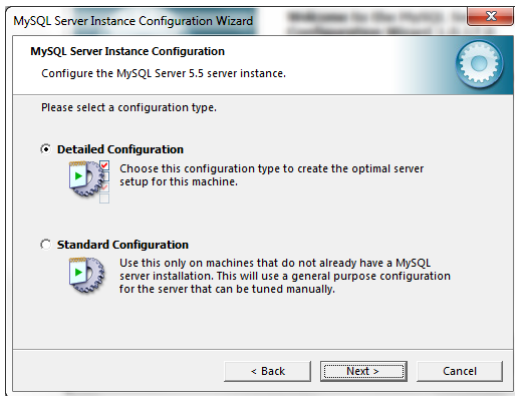 MySQL Server Instance Configuration Wizard
MySQL Server Instance Configuration
Configure the MySQL Server 5.5 server instance.
Please select a configuration type.
Detailed Configuration
Choose this configuration type to create the optimal server
setup for this machine.
Standard Configuration
Use this only on machines that do not already have a MySQL
server installation. This will use a general purpose configuration
for the server that can be tuned manually.
< Back
Next >
Cancel